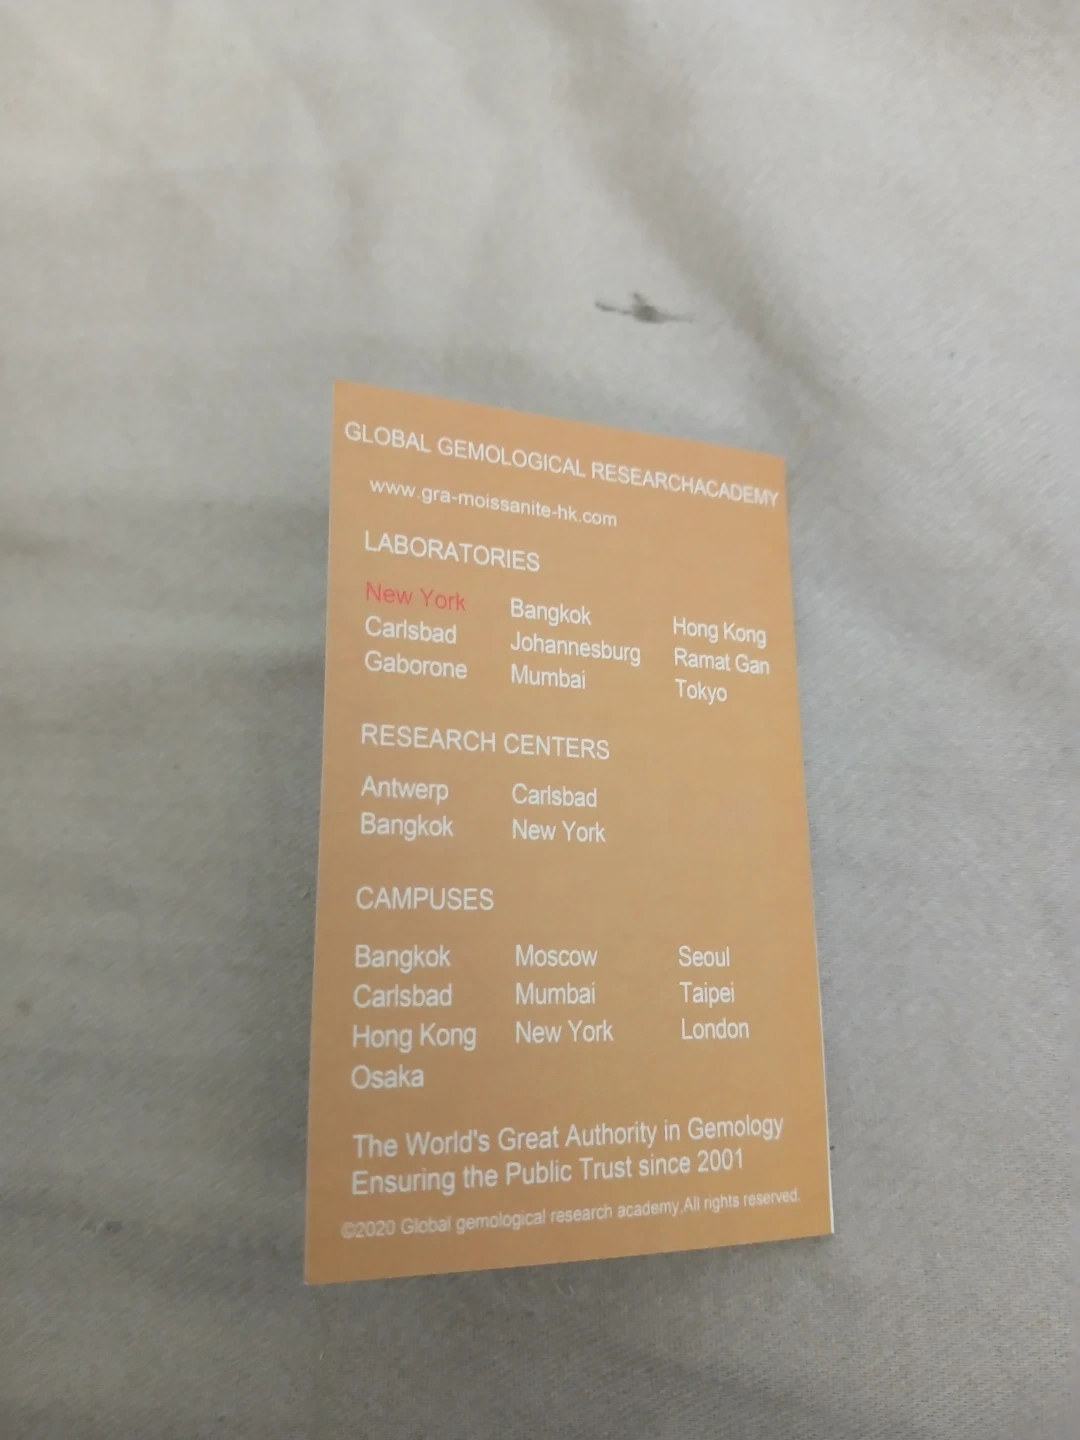 GLOBAL GEMOLOGICAL RESEARCHACADEMY
www.gra-moissanite-hk.com
LABORATORIES
New York Bangkok Hong Kong
Carlsbad Johannesburg Ramat Gan
Gaborone Mumbai Tokyo
RESEARCH CENTERS
Antwerp Carlsbad
Bangkok New York
CAMPUSES
Bangkok Moscow Seoul
Carlsbad Mumbai Taipei
Hong Kong New York London
Osaka
The World's Great Authority in Gemology
Ensuring the Public Trust since 2001
©2020 Global gemological research academy,All rights reserved.